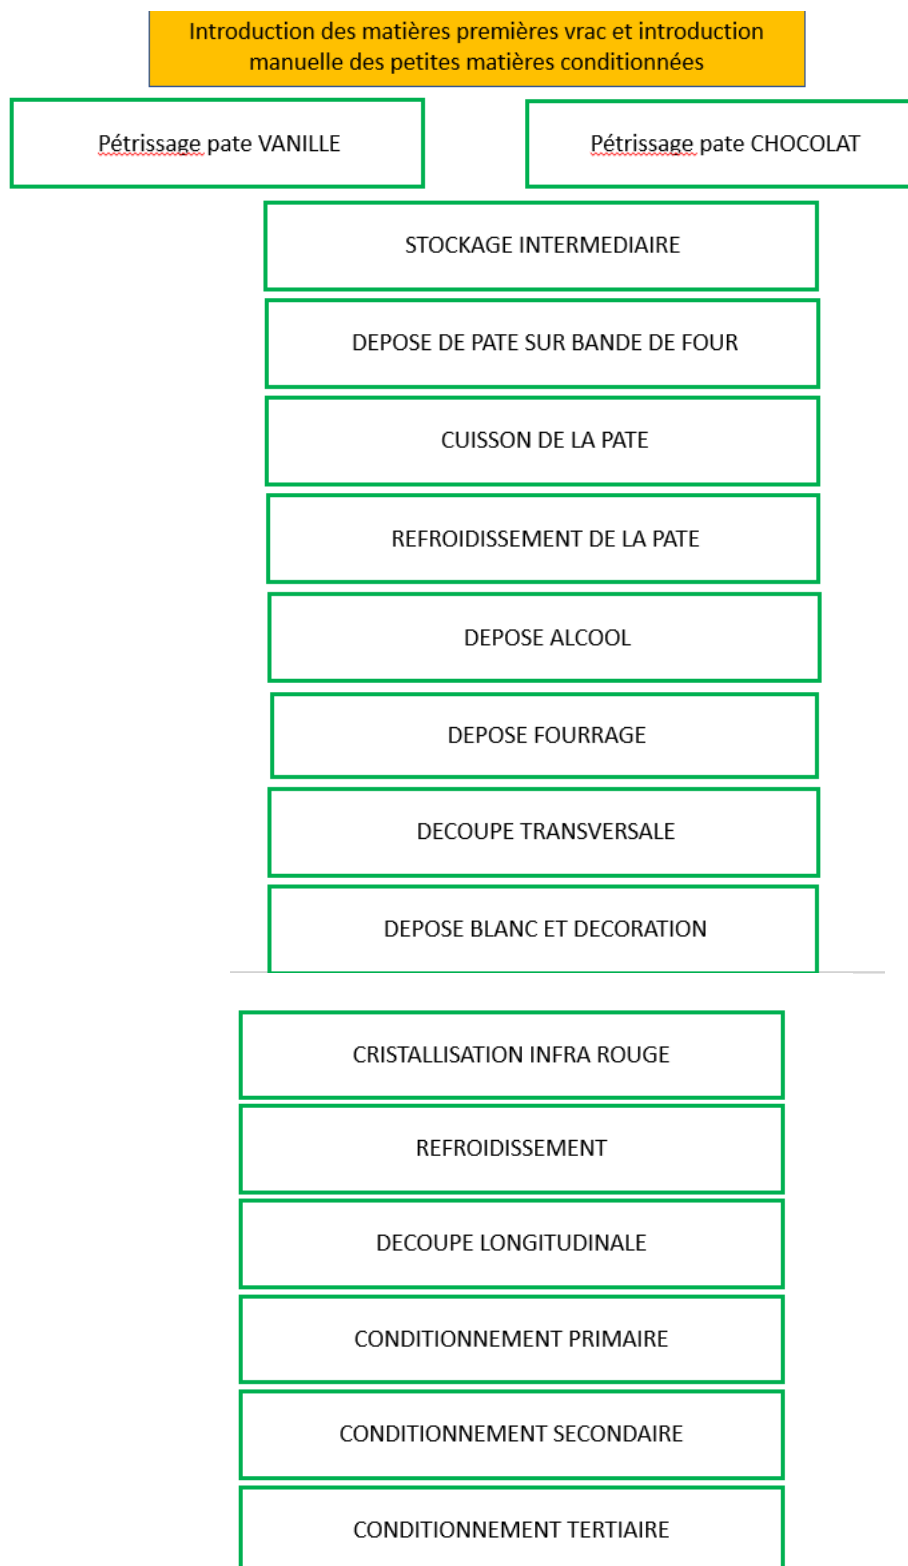 Introduction des matières premières vrac et introduction
manuelle des petites matières conditionnées
Pétrissage pate VANILLE
Pétrissage pate CHOCOLAT
STOCKAGE INTERMEDIAIRE
DEPOSE DE PATE SUR BANDE DE FOUR
CUISSON DE LA PATE
REFROIDISSEMENT DE LA PATE
DEPOSE ALCOOL
DEPOSE FOURRAGE
DECOUPE TRANSVERSALE
DEPOSE BLANC ET DECORATION
CRISTALLISATION INFRA ROUGE
REFROIDISSEMENT
DECOUPE LONGITUDINALE
CONDITIONNEMENT PRIMAIRE
CONDITIONNEMENT SECONDAIRE
CONDITIONNEMENT TERTIAIRE